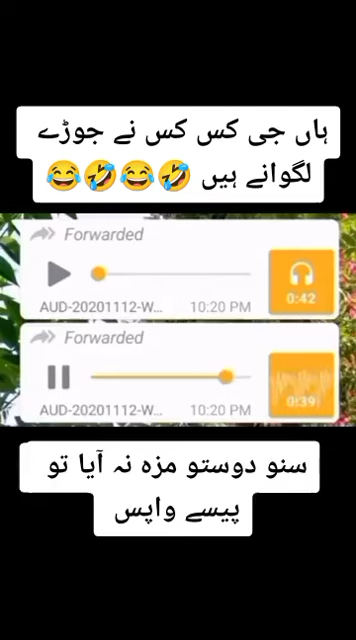 ہاں جی کس کس نے جوڑے
لگوانے ہیں 🤣😂🤣😂
Forwarded
0:42
AUD-20201112-W... 10:20 PM
Forwarded
0:39
AUD-20201112-W... 10:20 PM
سنو دوستو مزہ نہ آیا تو
پیسے واپس